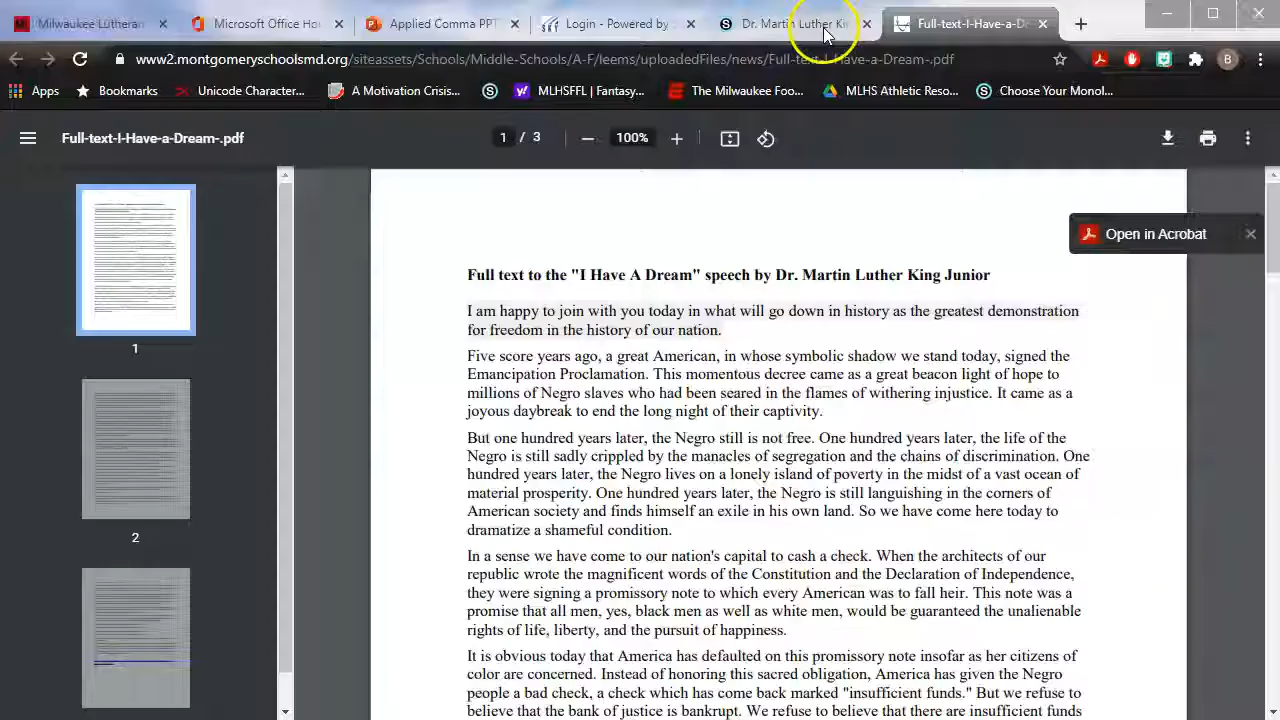 Milwaukee Lutheran
Microsoft Office Ho
Applied Comma PPT
Login - Powered by
Dr. Martin Luther Ki
Full-text-I-Have-a-D
www2.montgomeryschoolsmd.org/siteassets/Schools/Middle-Schools/A-F/leems/uploadedFiles/news/Full-text-I-Have-a-Dream-.pdf
B
Apps
Bookmarks
Unicode Character...
A Motivation Crisis...
MLHSFFL | Fantasy...
The Milwaukee Foo...
MLHS Athletic Reso...
Choose Your Monol...
Full-text-I-Have-a-Dream-.pdf
1 / 3
100%
Open in Acrobat
1
2
Full text to the "I Have A Dream" speech by Dr. Martin Luther King Junior
I am happy to join with you today in what will go down in history as the greatest demonstration
for freedom in the history of our nation.
Five score years ago, a great American, in whose symbolic shadow we stand today, signed the
Emancipation Proclamation. This momentous decree came as a great beacon light of hope to
millions of Negro slaves who had been seared in the flames of withering injustice. It came as a
joyous daybreak to end the long night of their captivity.
But one hundred years later, the Negro still is not free. One hundred years later, the life of the
Negro is still sadly crippled by the manacles of segregation and the chains of discrimination. One
hundred years later, the Negro lives on a lonely island of poverty in the midst of a vast ocean of
material prosperity. One hundred years later, the Negro is still languishing in the corners of
American society and finds himself an exile in his own land. So we have come here today to
dramatize a shameful condition.
In a sense we have come to our nation's capital to cash a check. When the architects of our
republic wrote the magnificent words of the Constitution and the Declaration of Independence,
they were signing a promissory note to which every American was to fall heir. This note was a
promise that all men, yes, black men as well as white men, would be guaranteed the unalienable
rights of life, liberty, and the pursuit of happiness.
It is obvious today that America has defaulted on this promissory note insofar as her citizens of
color are concerned. Instead of honoring this sacred obligation, America has given the Negro
people a bad check, a check which has come back marked "insufficient funds." But we refuse to
believe that the bank of justice is bankrupt. We refuse to believe that there are insufficient funds